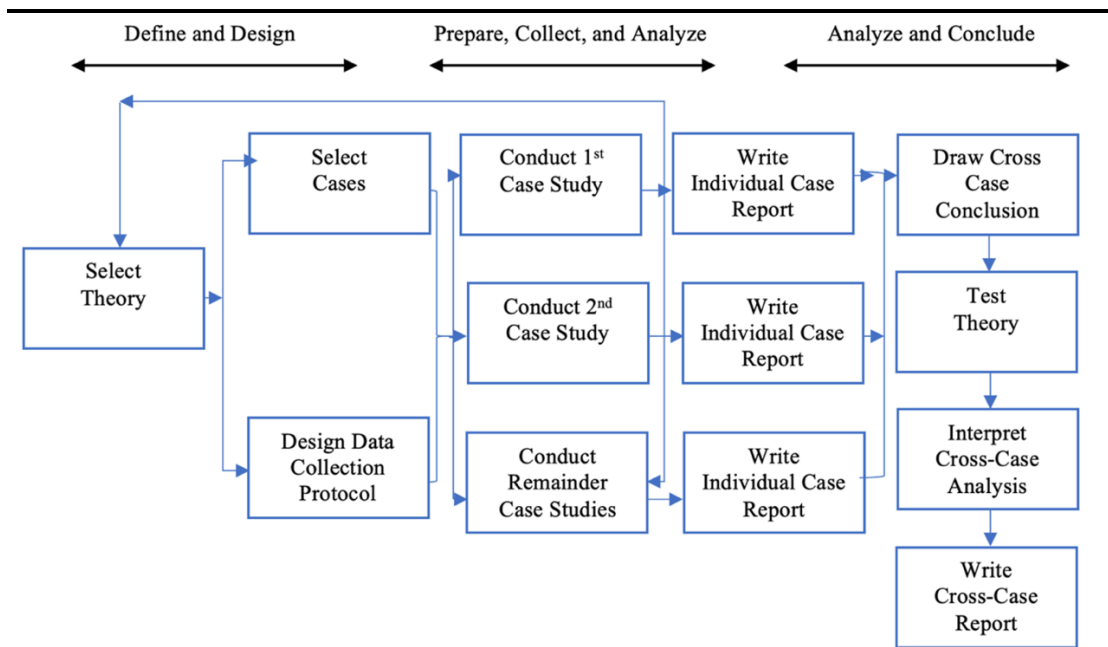 Define and Design
Prepare, Collect, and Analyze
Analyze and Conclude
Select
Theory
Select
Cases
Design Data
Collection
Protocol
Conduct 1st
Case Study
Conduct 2nd
Case Study
Conduct
Remainder
Case Studies
Write
Individual Case
Report
Write
Individual Case
Report
Write
Individual Case
Report
Draw Cross
Case
Conclusion
Test
Theory
Interpret
Cross-Case
Analysis
Write
Cross-Case
Report